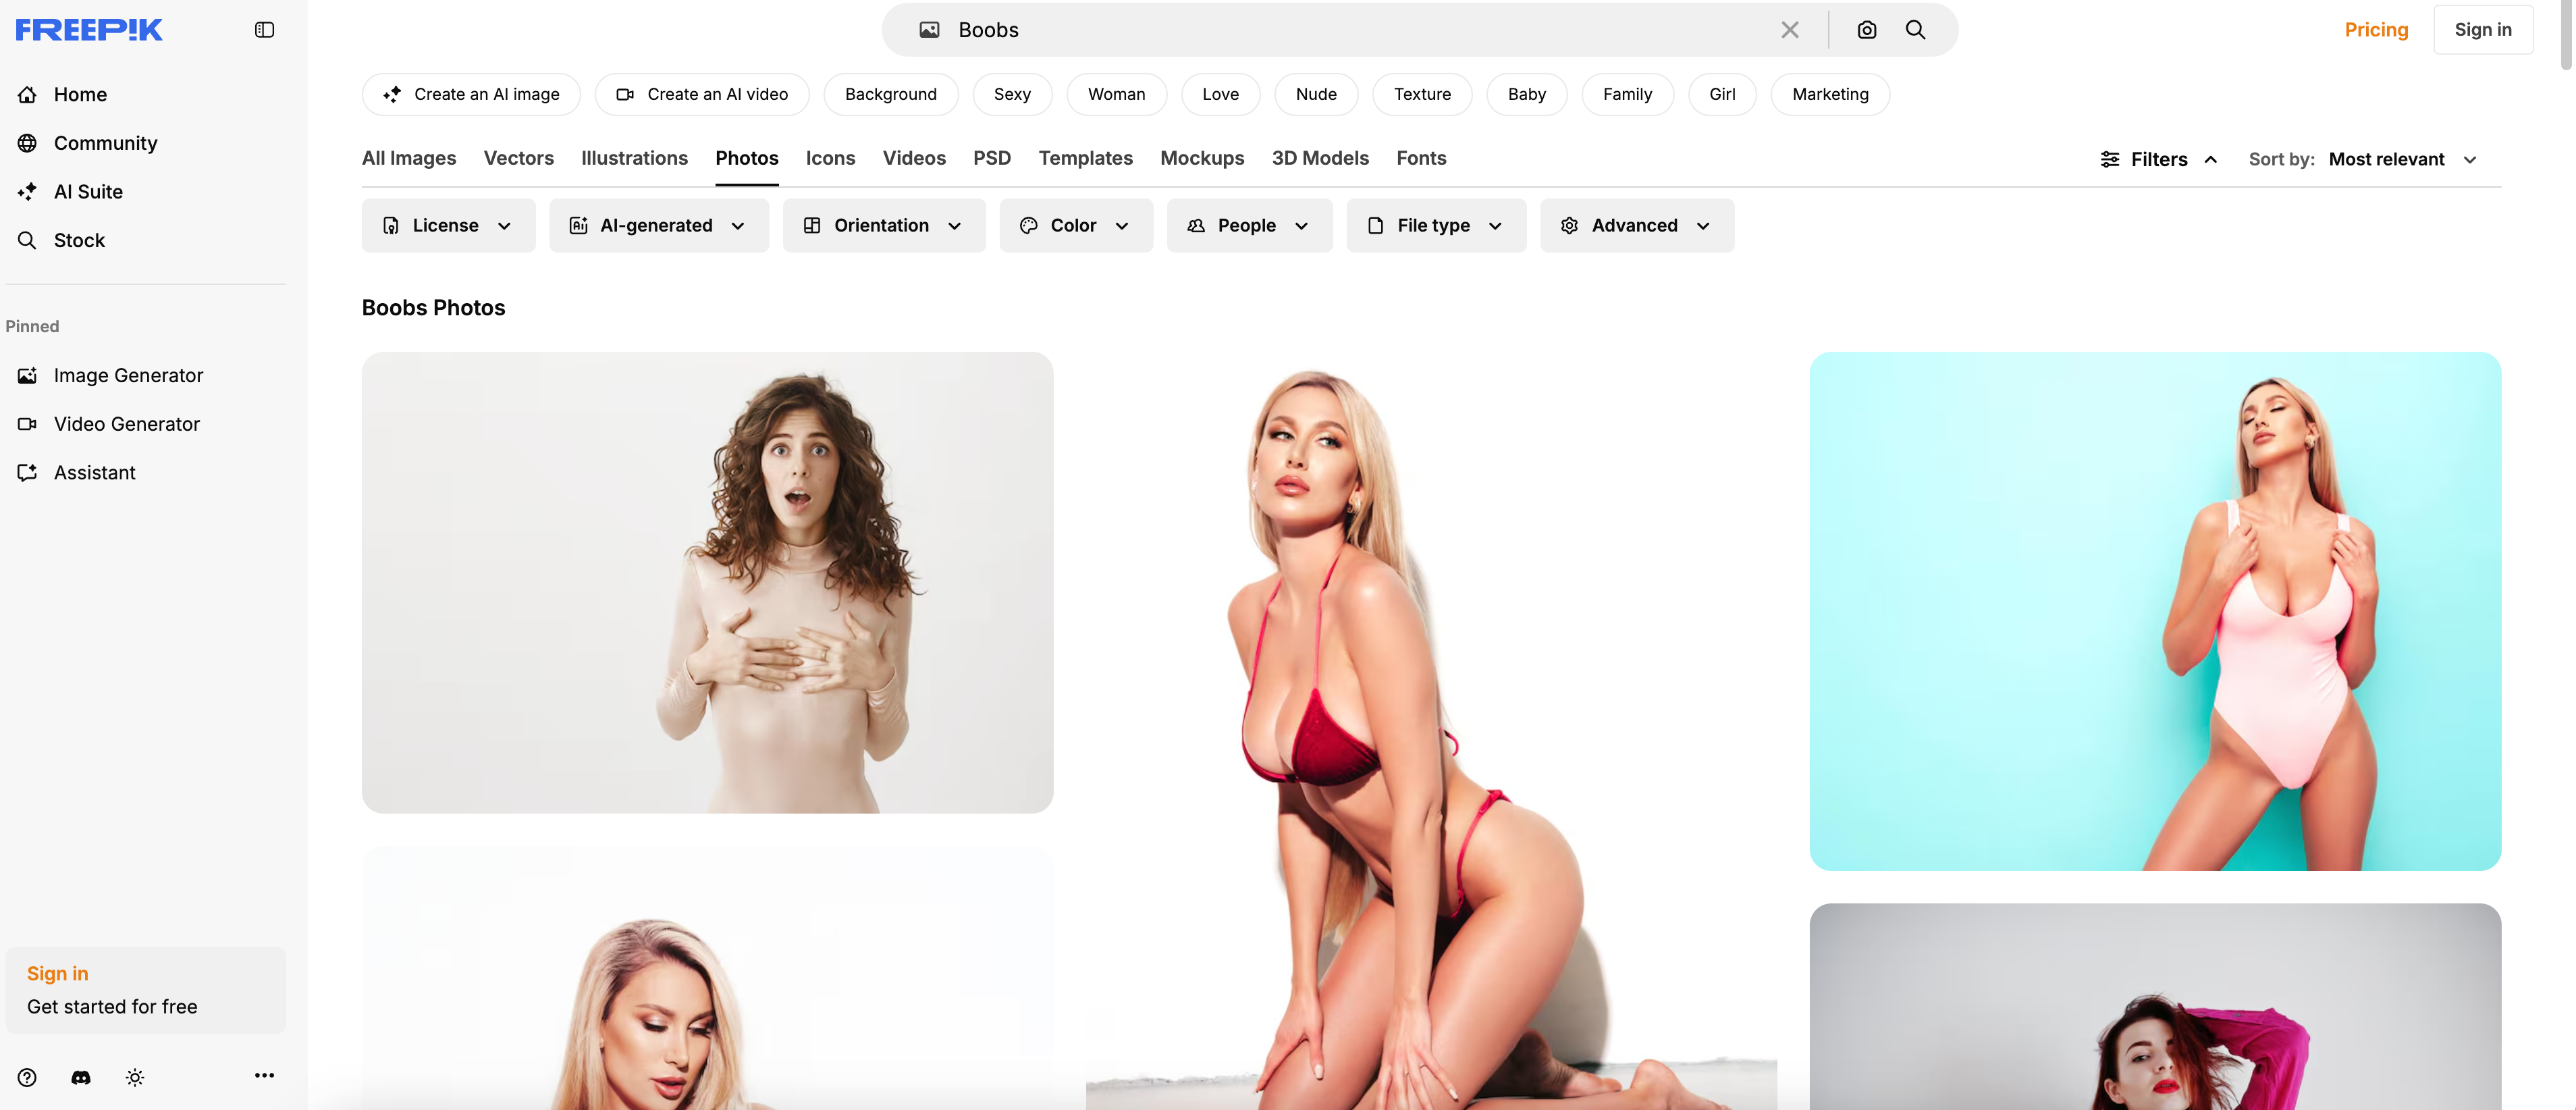 FREEP!K
Boobs
Pricing
Sign in
Home
Community
AI Suite
Stock
Pinned
Image Generator
Video Generator
Assistant
Sign in
Get started for free
Create an AI image
Create an AI video
Background
Sexy
Woman
Love
Nude
Texture
Baby
Family
Girl
Marketing
All Images
Vectors
Illustrations
Photos
Icons
Videos
PSD
Templates
Mockups
3D Models
Fonts
Filters
Sort by: Most relevant
License
AI-generated
Orientation
Color
People
File type
Advanced
Boobs Photos